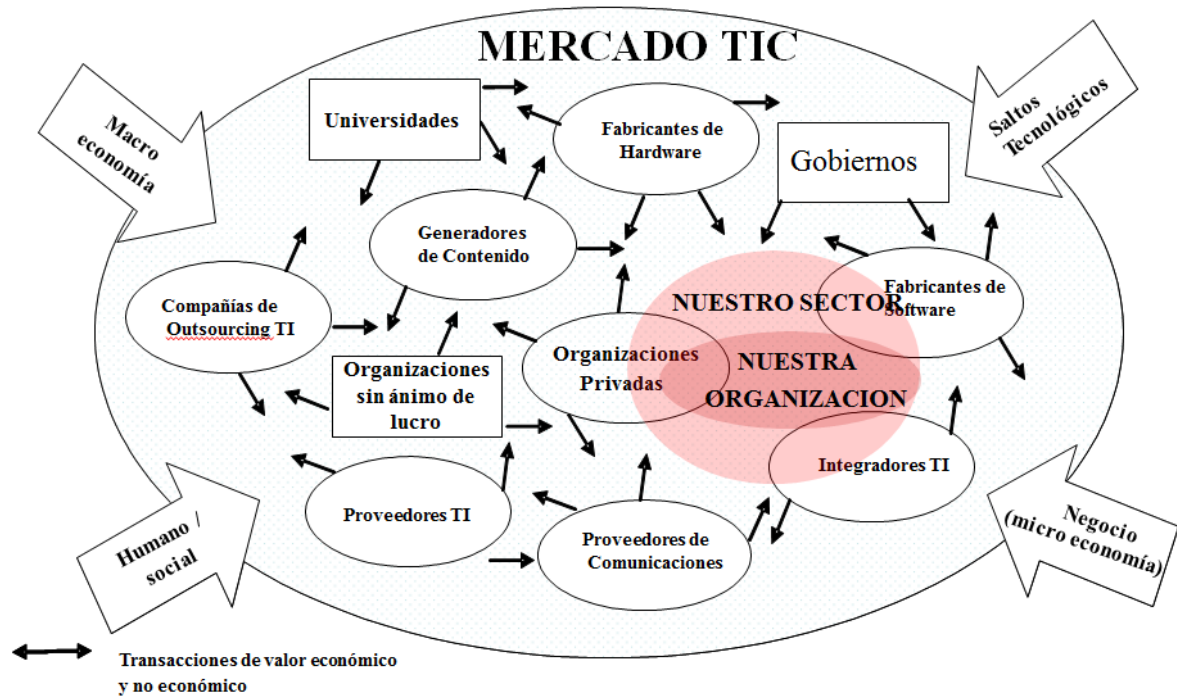 MERCADO TIC
Macro
economía
Saltos
Tecnológicos
Universidades
Fabricantes de
Hardware
Gobiernos
Generadores
de Contenido
Compañías de
Outsourcing TI
NUESTRO SECTOR
Fabricantes de
Software
Organizaciones
Privadas
NUESTRA
ORGANIZACION
Organizaciones
sin ánimo de
lucro
Integradores TI
Proveedores TI
Proveedores de
Comunicaciones
Humano /
social
Negocio
(micro economía)
Transacciones de valor económico
y no económico